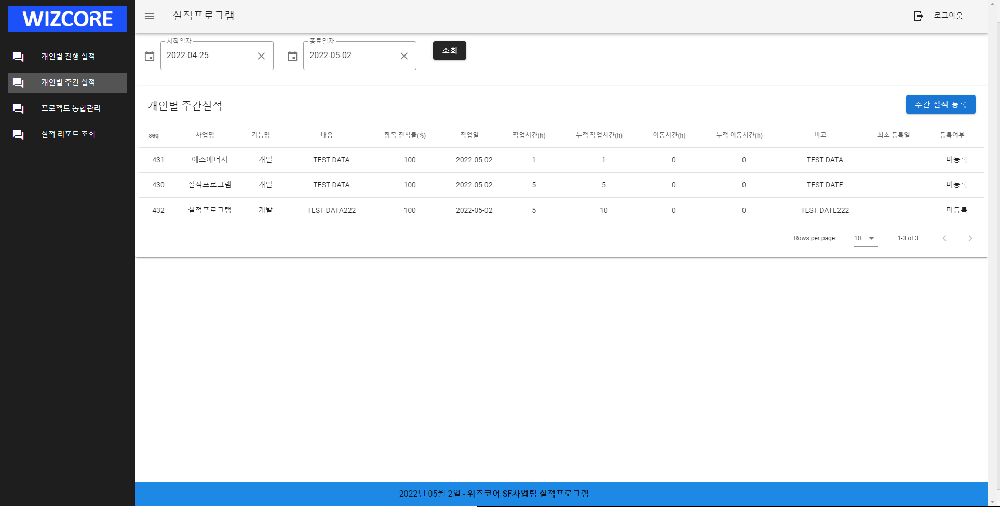 WIZCORE
개인별 진행 실적
개인별 주간 실적
프로젝트 통합관리
실적 리포트 조회
실적프로그램
로그아웃
시작일자
2022-04-25
종료일자
2022-05-02
조회
개인별 주간실적
주간 실적 등록
seq 사업명 기능명 내용 항목 진척률(%) 작업일 작업시간(h) 누적 작업시간(h) 이동시간(h) 누적 이동시간(h) 비고 최초 등록일 등록여부
431 에스에너지 개발 TEST DATA 100 2022-05-02 1 1 0 0 TEST DATA 미등록
430 실적프로그램 개발 TEST DATA 100 2022-05-02 5 5 0 0 TEST DATE 미등록
432 실적프로그램 개발 TEST DATA222 100 2022-05-02 5 10 0 0 TEST DATE222 미등록
Rows per page: 10 1-3 of 3
2022년 05월 2일 - 위즈코어 SF사업팀 실적프로그램